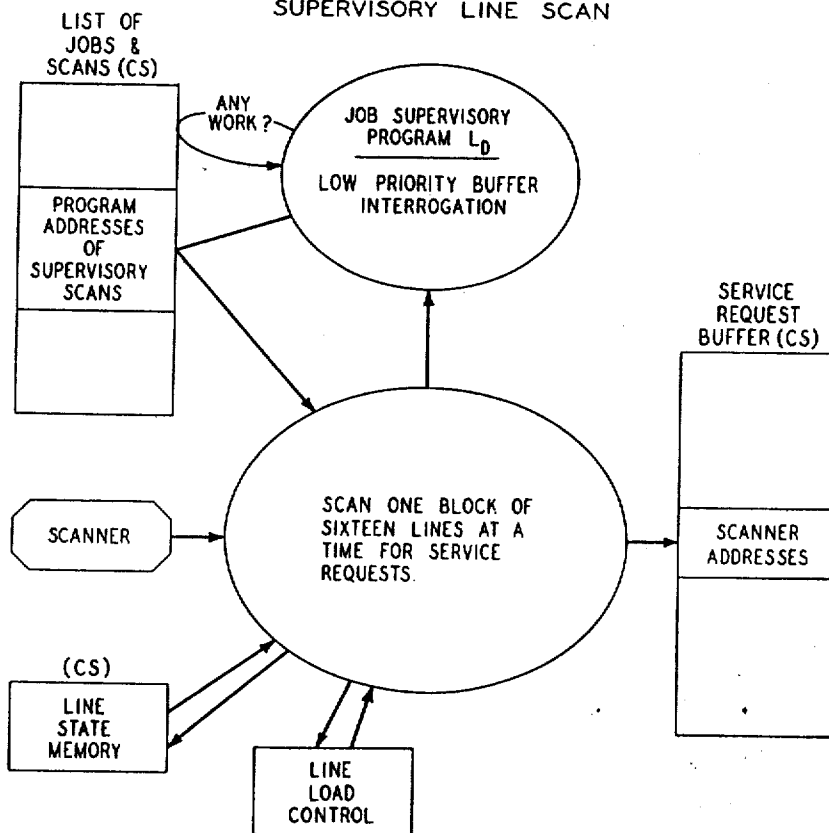 SUPERVISORY LINE SCAN
LIST OF
JOBS &
SCANS (CS)
ANY
WORK?
JOB SUPERVISORY
PROGRAM LD
LOW PRIORITY BUFFER
INTERROGATION
PROGRAM
ADDRESSES
OF
SUPERVISORY
SCANS
SERVICE
REQUEST
BUFFER (CS)
SCANNER
SCAN ONE BLOCK OF
SIXTEEN LINES AT A
TIME FOR SERVICE
REQUESTS.
SCANNER
ADDRESSES
(CS)
LINE
STATE
MEMORY
LINE
LOAD
CONTROL